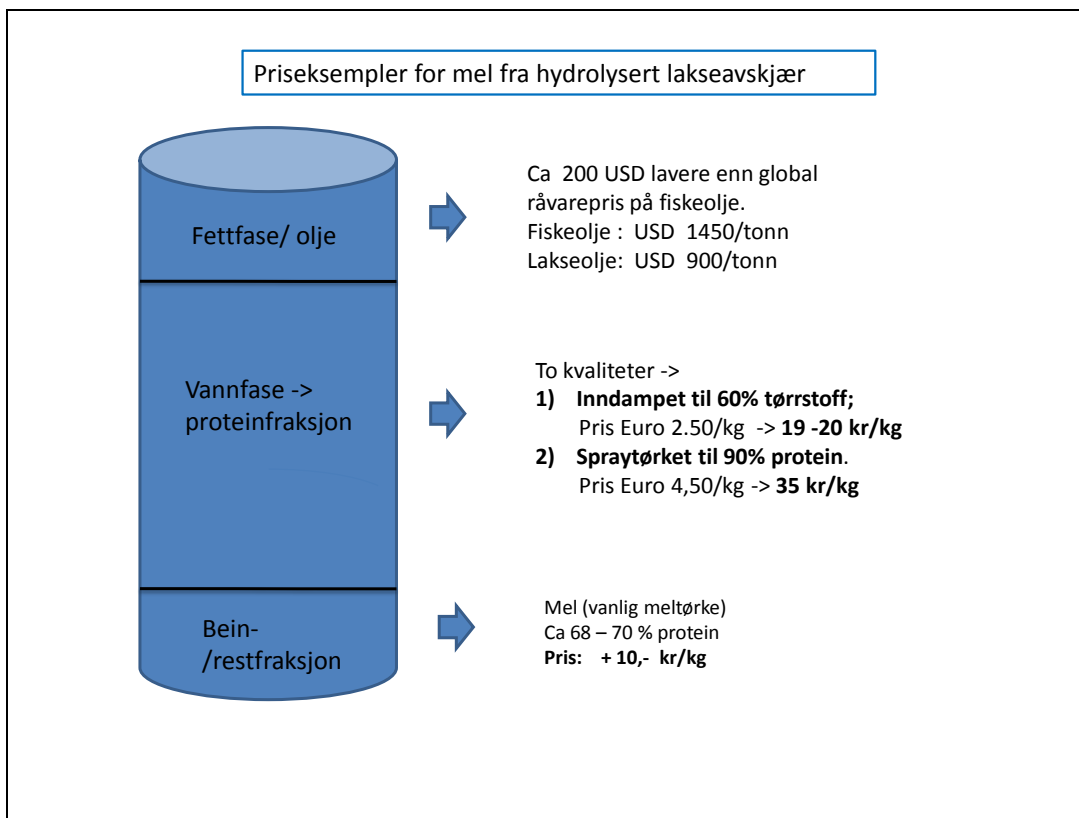 Priseksempler for mel fra hydrolysert lakseavskjær
Fettfase/ olje
Ca  200 USD lavere enn global
råvarepris på fiskeolje.
Fiskeolje :  USD  1450/tonn
Lakseolje:  USD  900/tonn
Vannfase ->
proteinfraksjon
To kvaliteter ->
1) Inndampet til 60% tørrstoff;
Pris Euro 2.50/kg  -> 19 -20 kr/kg
2) Spraytørket til 90% protein.
Pris Euro 4,50/kg -> 35 kr/kg
Bein-
/restfraksjon
Mel (vanlig meltørke)
Ca 68 – 70 % protein
Pris:   + 10,-  kr/kg